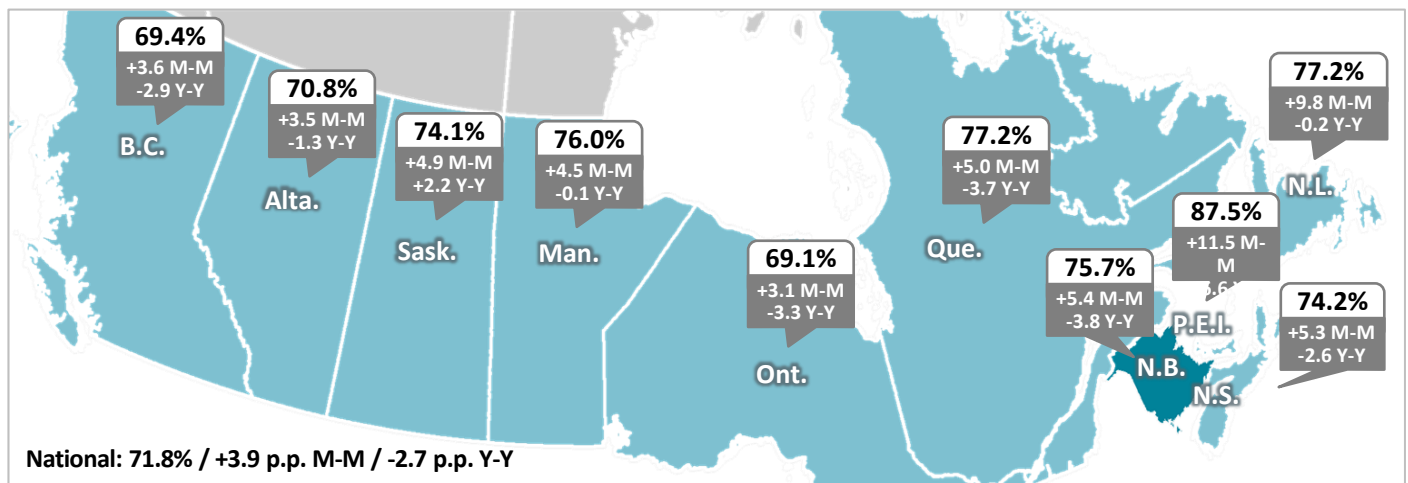 69.4%
+3.6 M-M
-2.9 Y-Y
B.C.
70.8%
+3.5 M-M
-1.3 Y-Y
Alta.
74.1%
+4.9 M-M
+2.2 Y-Y
Sask.
76.0%
+4.5 M-M
-0.1 Y-Y
Man.
69.1%
+3.1 M-M
-3.3 Y-Y
Ont.
77.2%
+5.0 M-M
-3.7 Y-Y
Que.
75.7%
+5.4 M-M
-3.8 Y-Y
N.B.
87.5%
+11.5 M-
M
P.E.I.
77.2%
+9.8 M-M
-0.2 Y-Y
N.L.
74.2%
+5.3 M-M
-2.6 Y-Y
N.S.
National: 71.8% / +3.9 p.p. M-M / -2.7 p.p. Y-Y